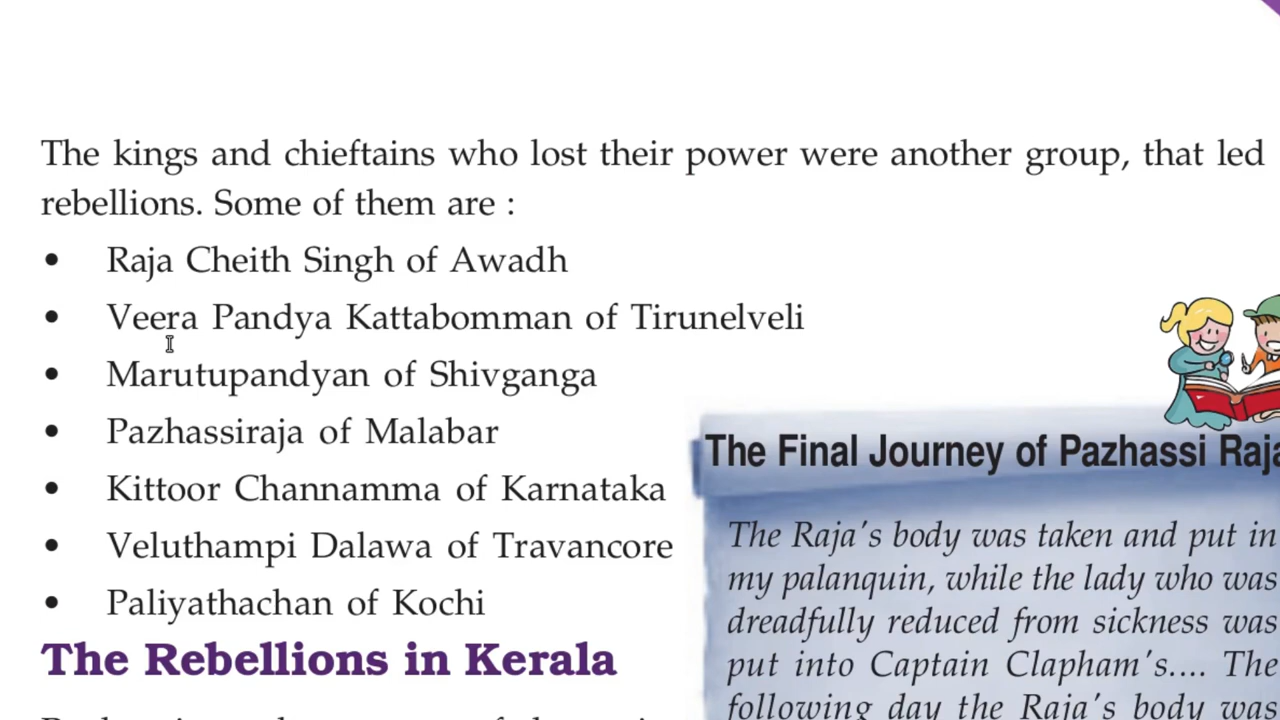 The kings and chieftains who lost their power were another group, that led
rebellions. Some of them are :
• Raja Cheith Singh of Awadh
• Veera Pandya Kattabomman of Tirunelveli
• Marutupandyan of Shivganga
• Pazhassiraja of Malabar
• Kittoor Channamma of Karnataka
• Veluthampi Dalawa of Travancore
• Paliyathachan of Kochi
The Rebellions in Kerala
The Final Journey of Pazhassi Raja
The Raja's body was taken and put in
my palanquin, while the lady who was
dreadfully reduced from sickness was
put into Captain Clapham's.... The
following day the Raja's body was